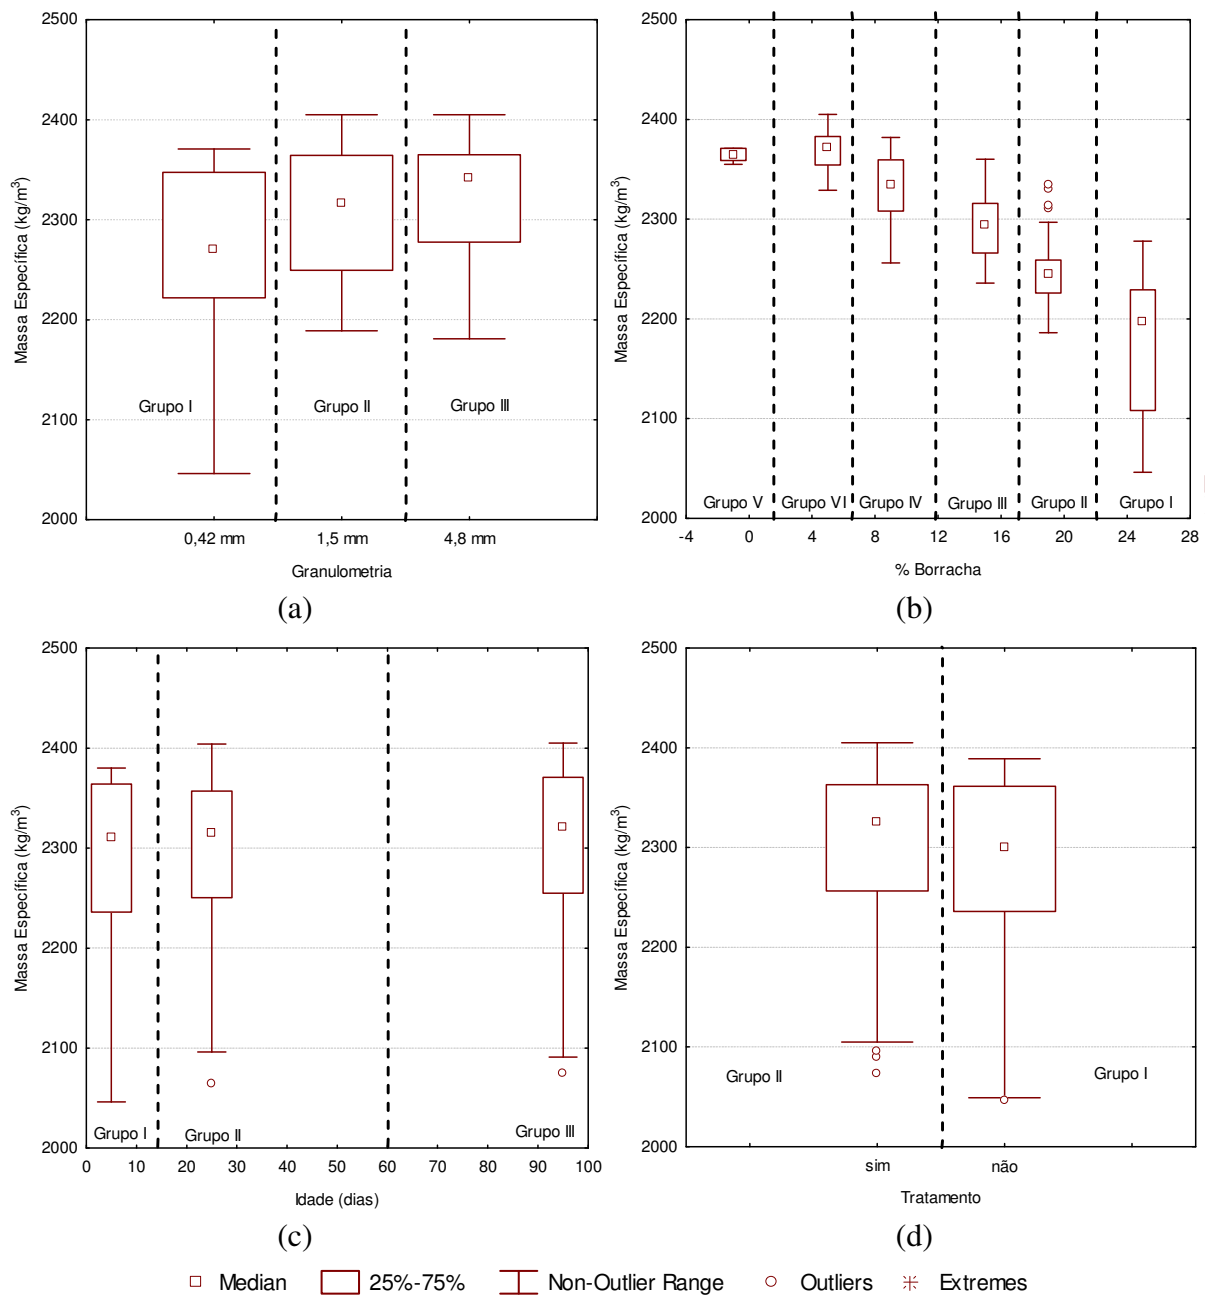 2500
2400
2300
2200
2100
2000
Massa Específica (kg/m³)
Grupo I
Grupo II
Grupo III
0,42 mm
1,5 mm
4,8 mm
Granulometria
(a)
2500
2400
2300
2200
2100
2000
Massa Específica (kg/m³)
Grupo V
Grupo VI
Grupo IV
Grupo III
Grupo II
Grupo I
-4 0 4 8 12 16 20 24 28
% Borracha
(b)
2500
2400
2300
2200
2100
2000
Massa Específica (kg/m³)
Grupo I
Grupo II
Grupo III
0 10 20 30 40 50 60 70 80 90 100
Idade (dias)
(c)
2500
2400
2300
2200
2100
2000
Massa Específica (kg/m³)
Grupo II
Grupo I
sim
não
Tratamento
(d)
Median 25%-75% Non-Outlier Range Outliers Extremes